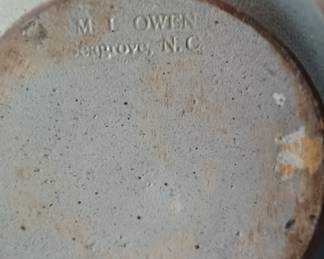 M L OWEN
Seagrove, N.C.